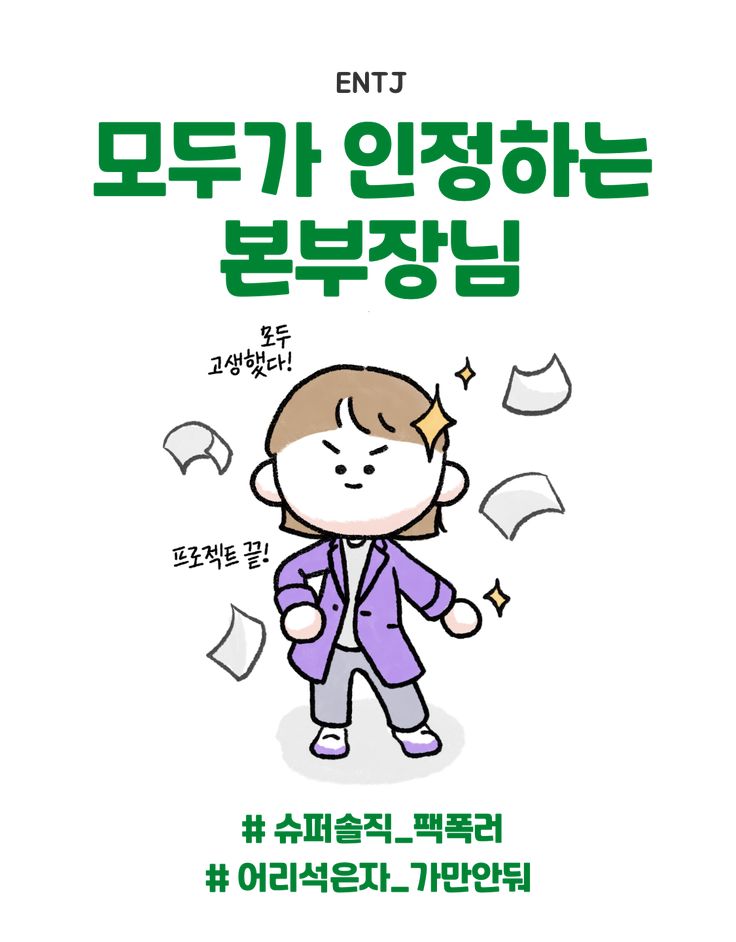 ENTJ
모두가 인정하는
본부장님
모두
고생했다!
프로젝트 끝!
# 슈퍼솔직_팩폭러
# 어리석은자_가만안둬